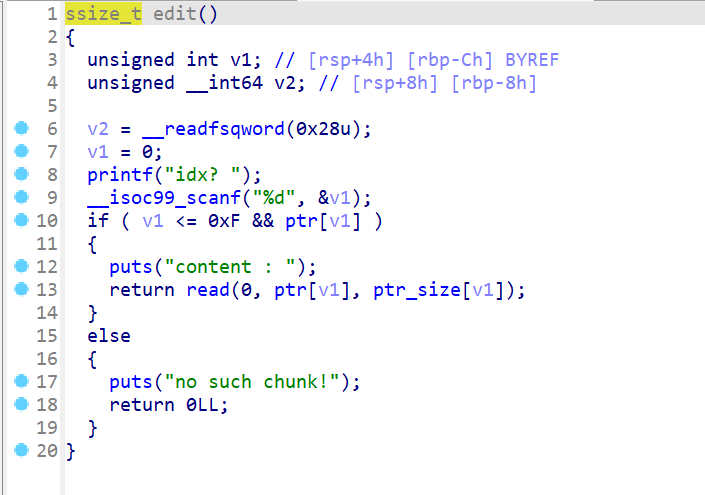 1 ssize_t edit()
2 {
3 unsigned int v1; // [rsp+4h] [rbp-Ch] BYREF
4 unsigned __int64 v2; // [rsp+8h] [rbp-8h]
5
6 v2 = __readfsqword(0x28u);
7 v1 = 0;
8 printf("idx? ");
9 __isoc99_scanf("%d", &v1);
10 if ( v1 <= 0xF && ptr[v1] )
11 {
12 puts("content : ");
13 return read(0, ptr[v1], ptr_size[v1]);
14 }
15 else
16 {
17 puts("no such chunk!");
18 return 0LL;
19 }
20 }